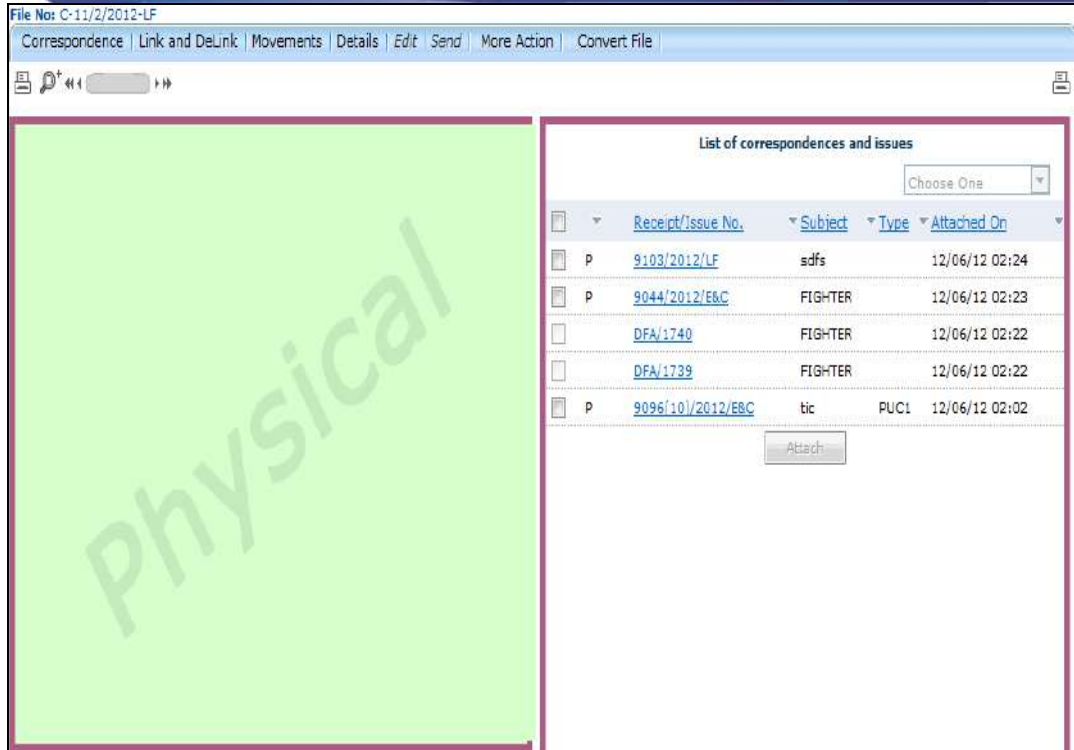 File No: C-11/2/2012-LF
Correspondence | Link and DeLink | Movements | Details | Edit | Send | More Action | Convert File
Physical
List of correspondences and issues
Choose One
Receipt/Issue No. Subject Type Attached On
P 9103/2012/LF sdfs 12/06/12 02:24
P 9044/2012/E&C FIGHTER 12/06/12 02:23
DFA/1740 FIGHTER 12/06/12 02:22
DFA/1739 FIGHTER 12/06/12 02:22
P 9096[10]/2012/E&C tic PUC1 12/06/12 02:02
Attach